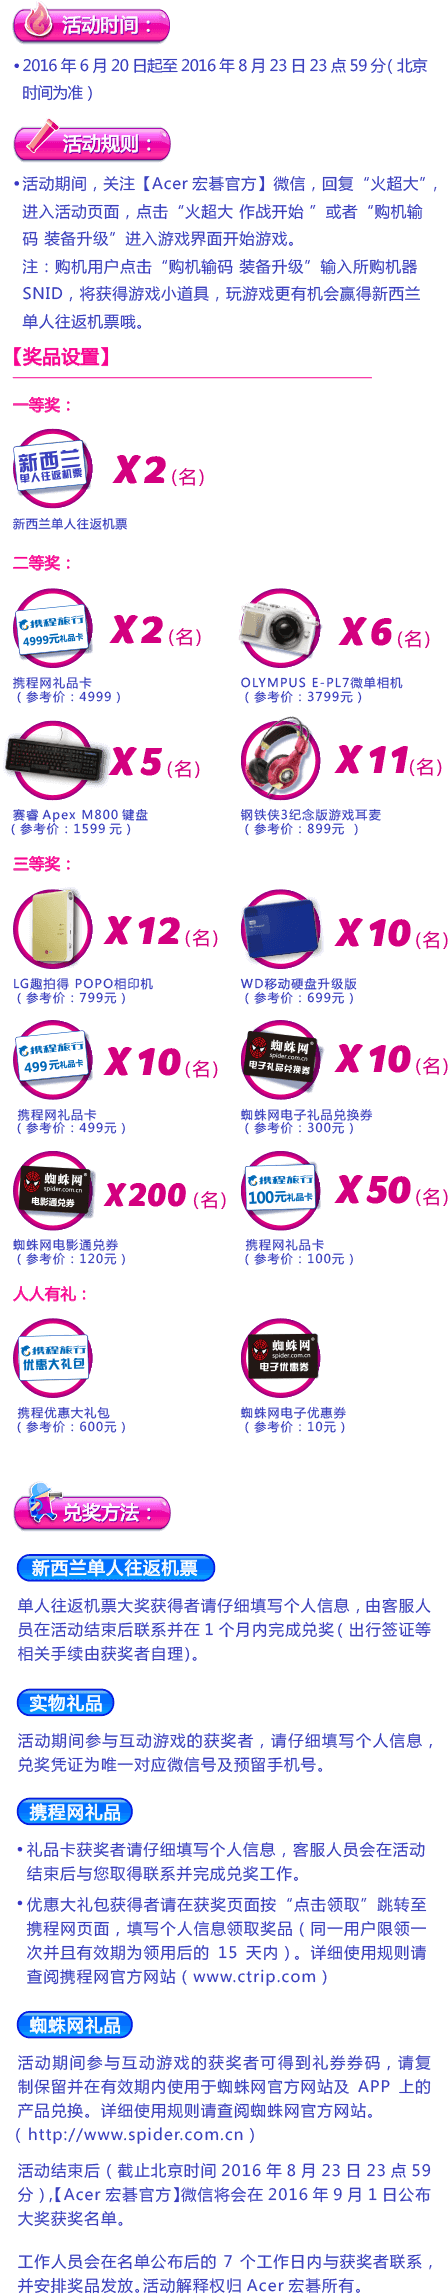 活动时间：
•2016年6月20日起至2016年8月23日23点59分(北京
时间为准）
活动规则：
•活动期间，关注【Acer宏碁官方】微信，回复“火超大”，
进入活动页面，点击“火超大 作战开始 ”或者“购机输
码 装备升级”进入游戏界面开始游戏。
注：购机用户点击“购机输码 装备升级”输入所购机器
SNID，将获得游戏小道具，玩游戏更有机会赢得新西兰
单人往返机票哦。
【奖品设置】
一等奖：
新西兰
单人往返机票
X2(名)
新西兰单人往返机票
二等奖：
携程旅行
4999元礼品卡
X2(名)
携程网礼品卡
（参考价：4999）
X6(名)
OLYMPUS E-PL7微单相机
（参考价：3799元）
X5(名)
赛睿 Apex M800 键盘
（参考价：1599 元）
X11(名)
钢铁侠3纪念版游戏耳麦
（参考价：899元 ）
三等奖：
X12(名)
LG趣拍得 POPO相印机
（参考价：799元）
X10(名)
WD移动硬盘升级版
（参考价：699元）
携程旅行
499元礼品卡
X10(名)
携程网礼品卡
（参考价：499元）
蜘蛛网
spider.com.cn
电子礼品兑换券
X10(名)
蜘蛛网电子礼品兑换券
（参考价：300元）
蜘蛛网
spider.com.cn
电影通兑券
X200(名)
蜘蛛网电影通兑券
（参考价：120元）
携程旅行
100元礼品卡
X50(名)
携程网礼品卡
（参考价：100元）
人人有礼：
携程旅行
优惠大礼包
携程优惠大礼包
（参考价：600元）
蜘蛛网
spider.com.cn
电子优惠券
蜘蛛网电子优惠券
（参考价：10元）
兑奖方法：
新西兰单人往返机票
单人往返机票大奖获得者请仔细填写个人信息，由客服人
员在活动结束后联系并在1个月内完成兑奖（出行签证等
相关手续由获奖者自理)。
实物礼品
活动期间参与互动游戏的获奖者，请仔细填写个人信息，
兑奖凭证为唯一对应微信号及预留手机号。
携程网礼品
•礼品卡获奖者请仔细填写个人信息，客服人员会在活动
结束后与您取得联系并完成兑奖工作。
•优惠大礼包获得者请在获奖页面按“点击领取”跳转至
携程网页面，填写个人信息领取奖品（同一用户限领一
次并且有效期为领用后的 15 天内）。详细使用规则请
查阅携程网官方网站（www.ctrip.com）
蜘蛛网礼品
活动期间参与互动游戏的获奖者可得到礼券券码，请复
制保留并在有效期内使用于蜘蛛网官方网站及 APP 上的
产品兑换。详细使用规则请查阅蜘蛛网官方网站。
（http://www.spider.com.cn）
活动结束后（截止北京时间2016年8月23日23点59
分）,【Acer宏碁官方】微信将会在2016年9月1日公布
大奖获奖名单。
工作人员会在名单公布后的 7 个工作日内与获奖者联系，
并安排奖品发放。活动解释权归Acer宏碁所有。